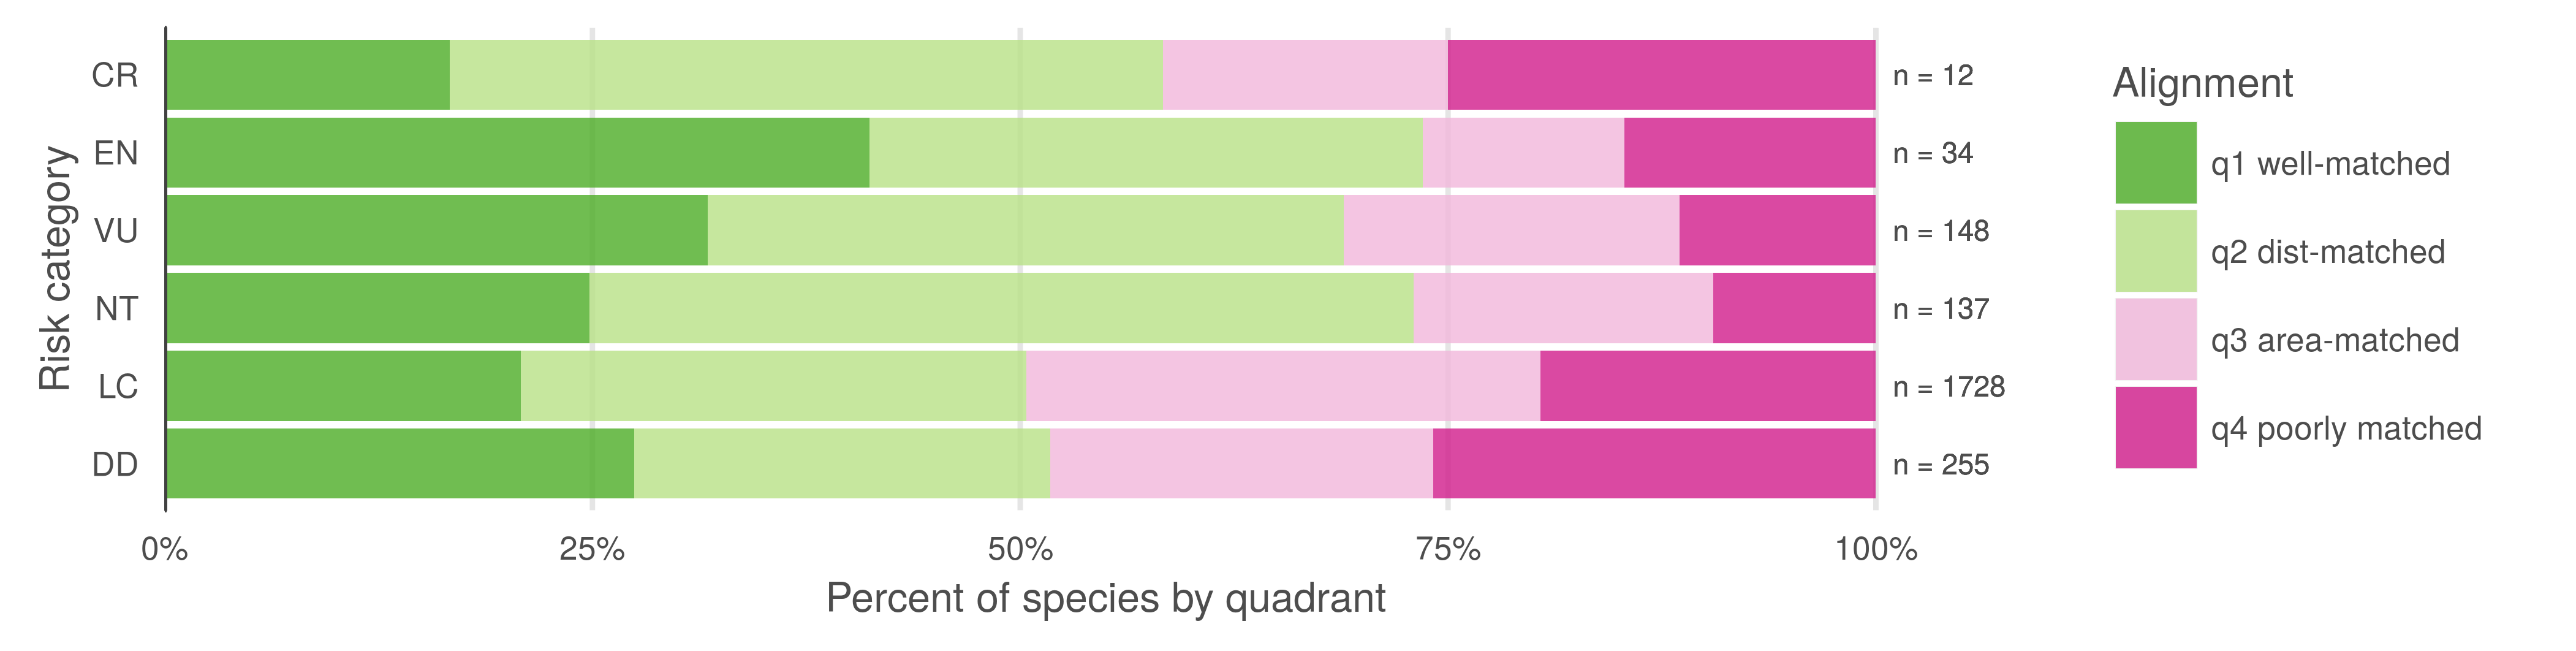 Risk category
CR
n = 12
EN
n = 34
VU
n = 148
NT
n = 137
LC
n = 1728
DD
n = 255
0% 25% 50% 75% 100%
Percent of species by quadrant
Alignment
q1 well-matched
q2 dist-matched
q3 area-matched
q4 poorly matched